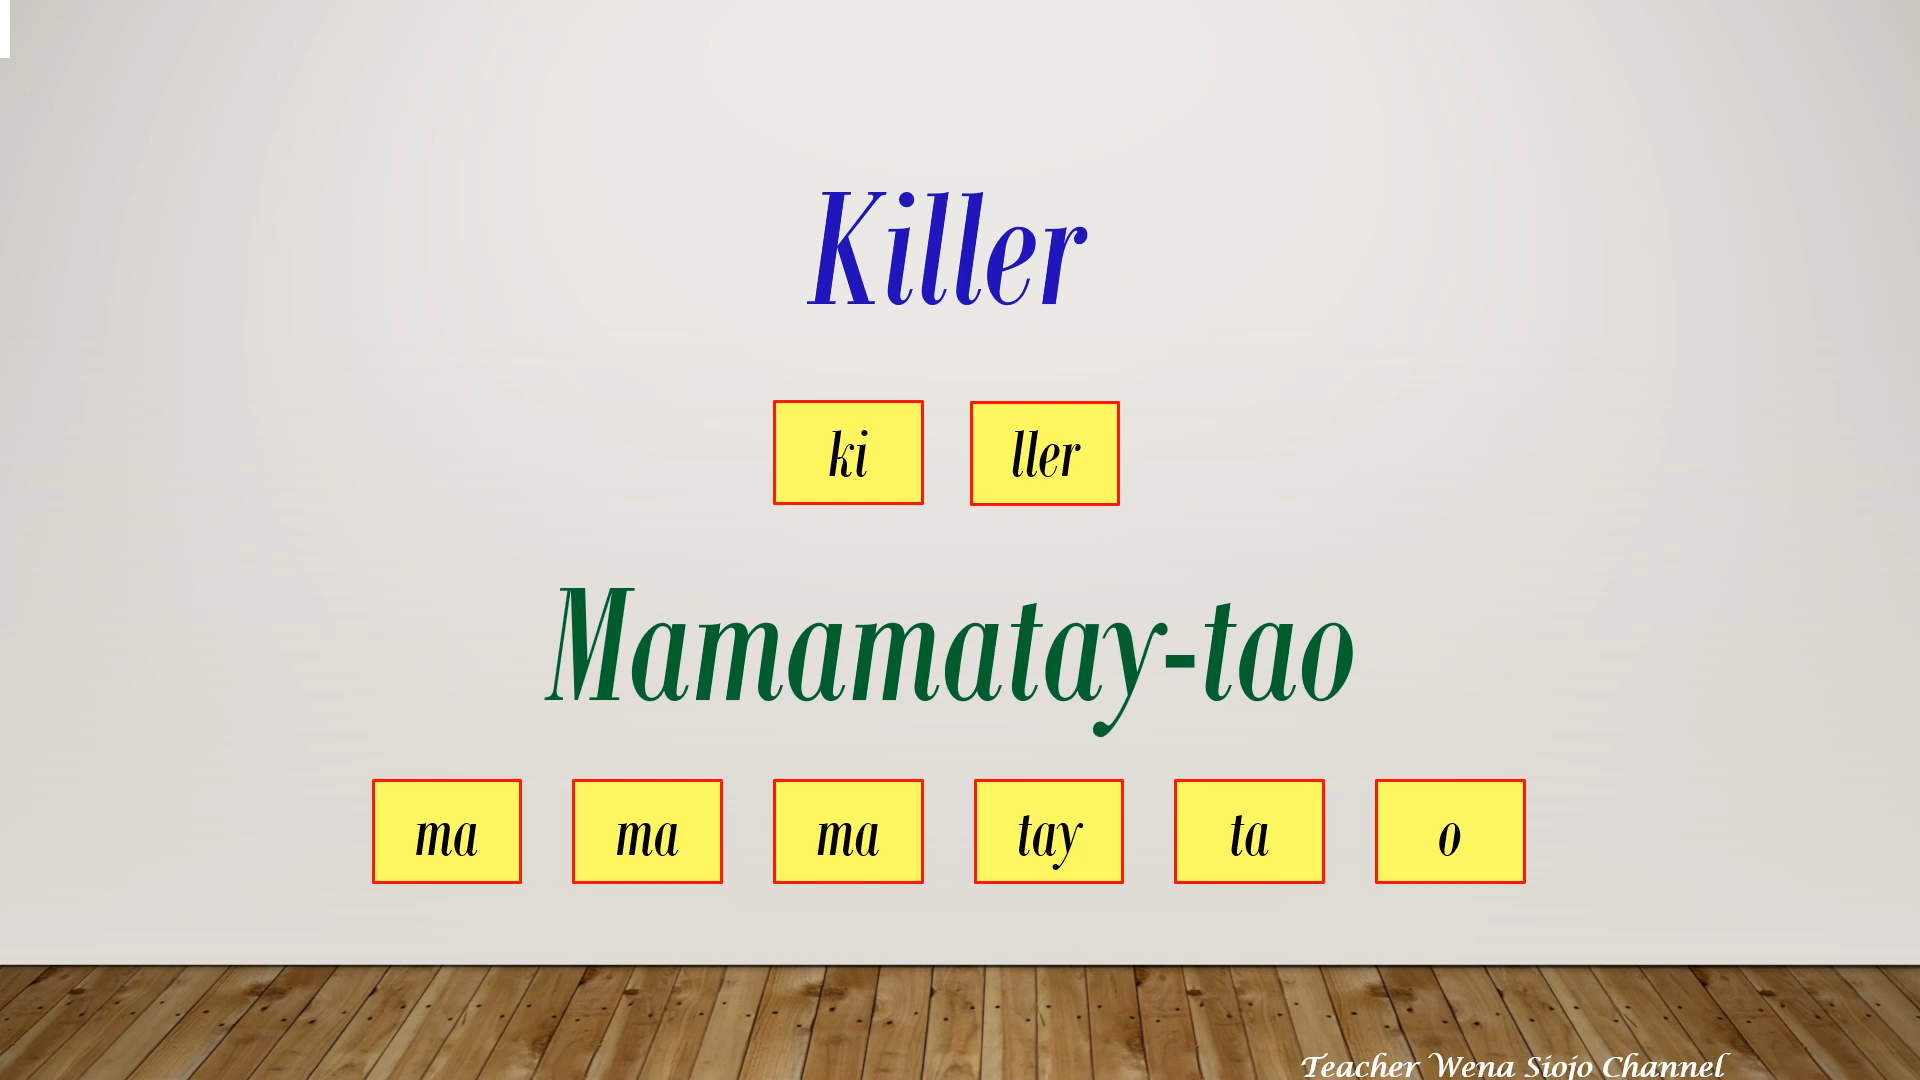 Killer
ki ller
Mamamatay-tao
ma ma ma tay ta o
Teacher Wena Siojo Channel